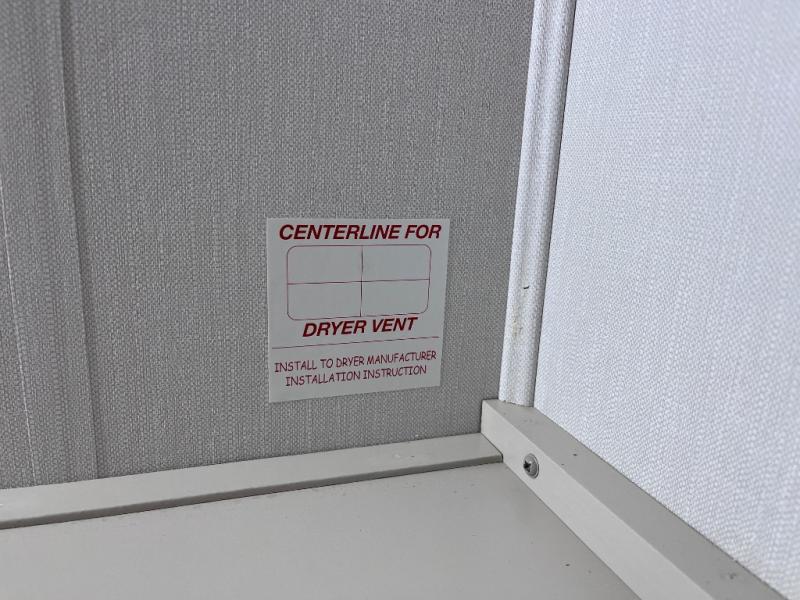 CENTERLINE FOR
DRYER VENT
INSTALL TO DRYER MANUFACTURER
INSTALLATION INSTRUCTION